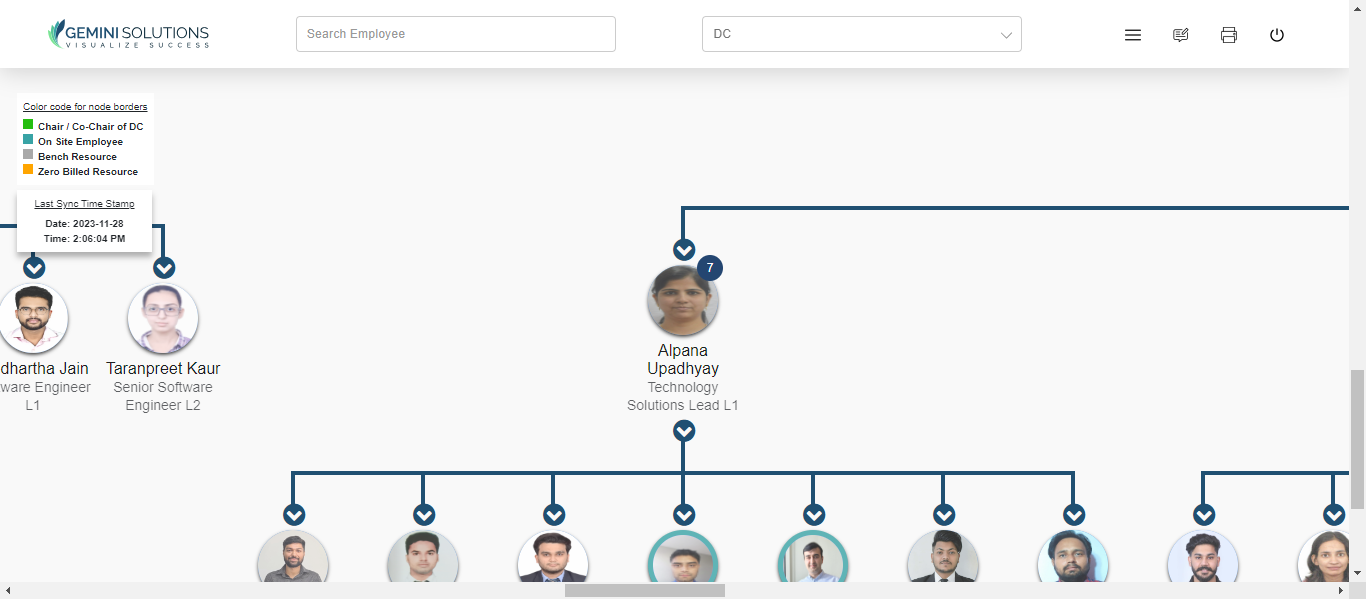 GEMINI SOLUTIONS
VISUALIZE SUCCESS
Search Employee
DC
Color code for node borders
Chair / Co-Chair of DC
On Site Employee
Bench Resource
Zero Billed Resource
Last Sync Time Stamp
Date: 2023-11-28
Time: 2:06:04 PM
7
dhartha Jain
ware Engineer
L1
Taranpreet Kaur
Senior Software
Engineer L2
Alpana
Upadhyay
Technology
Solutions Lead L1